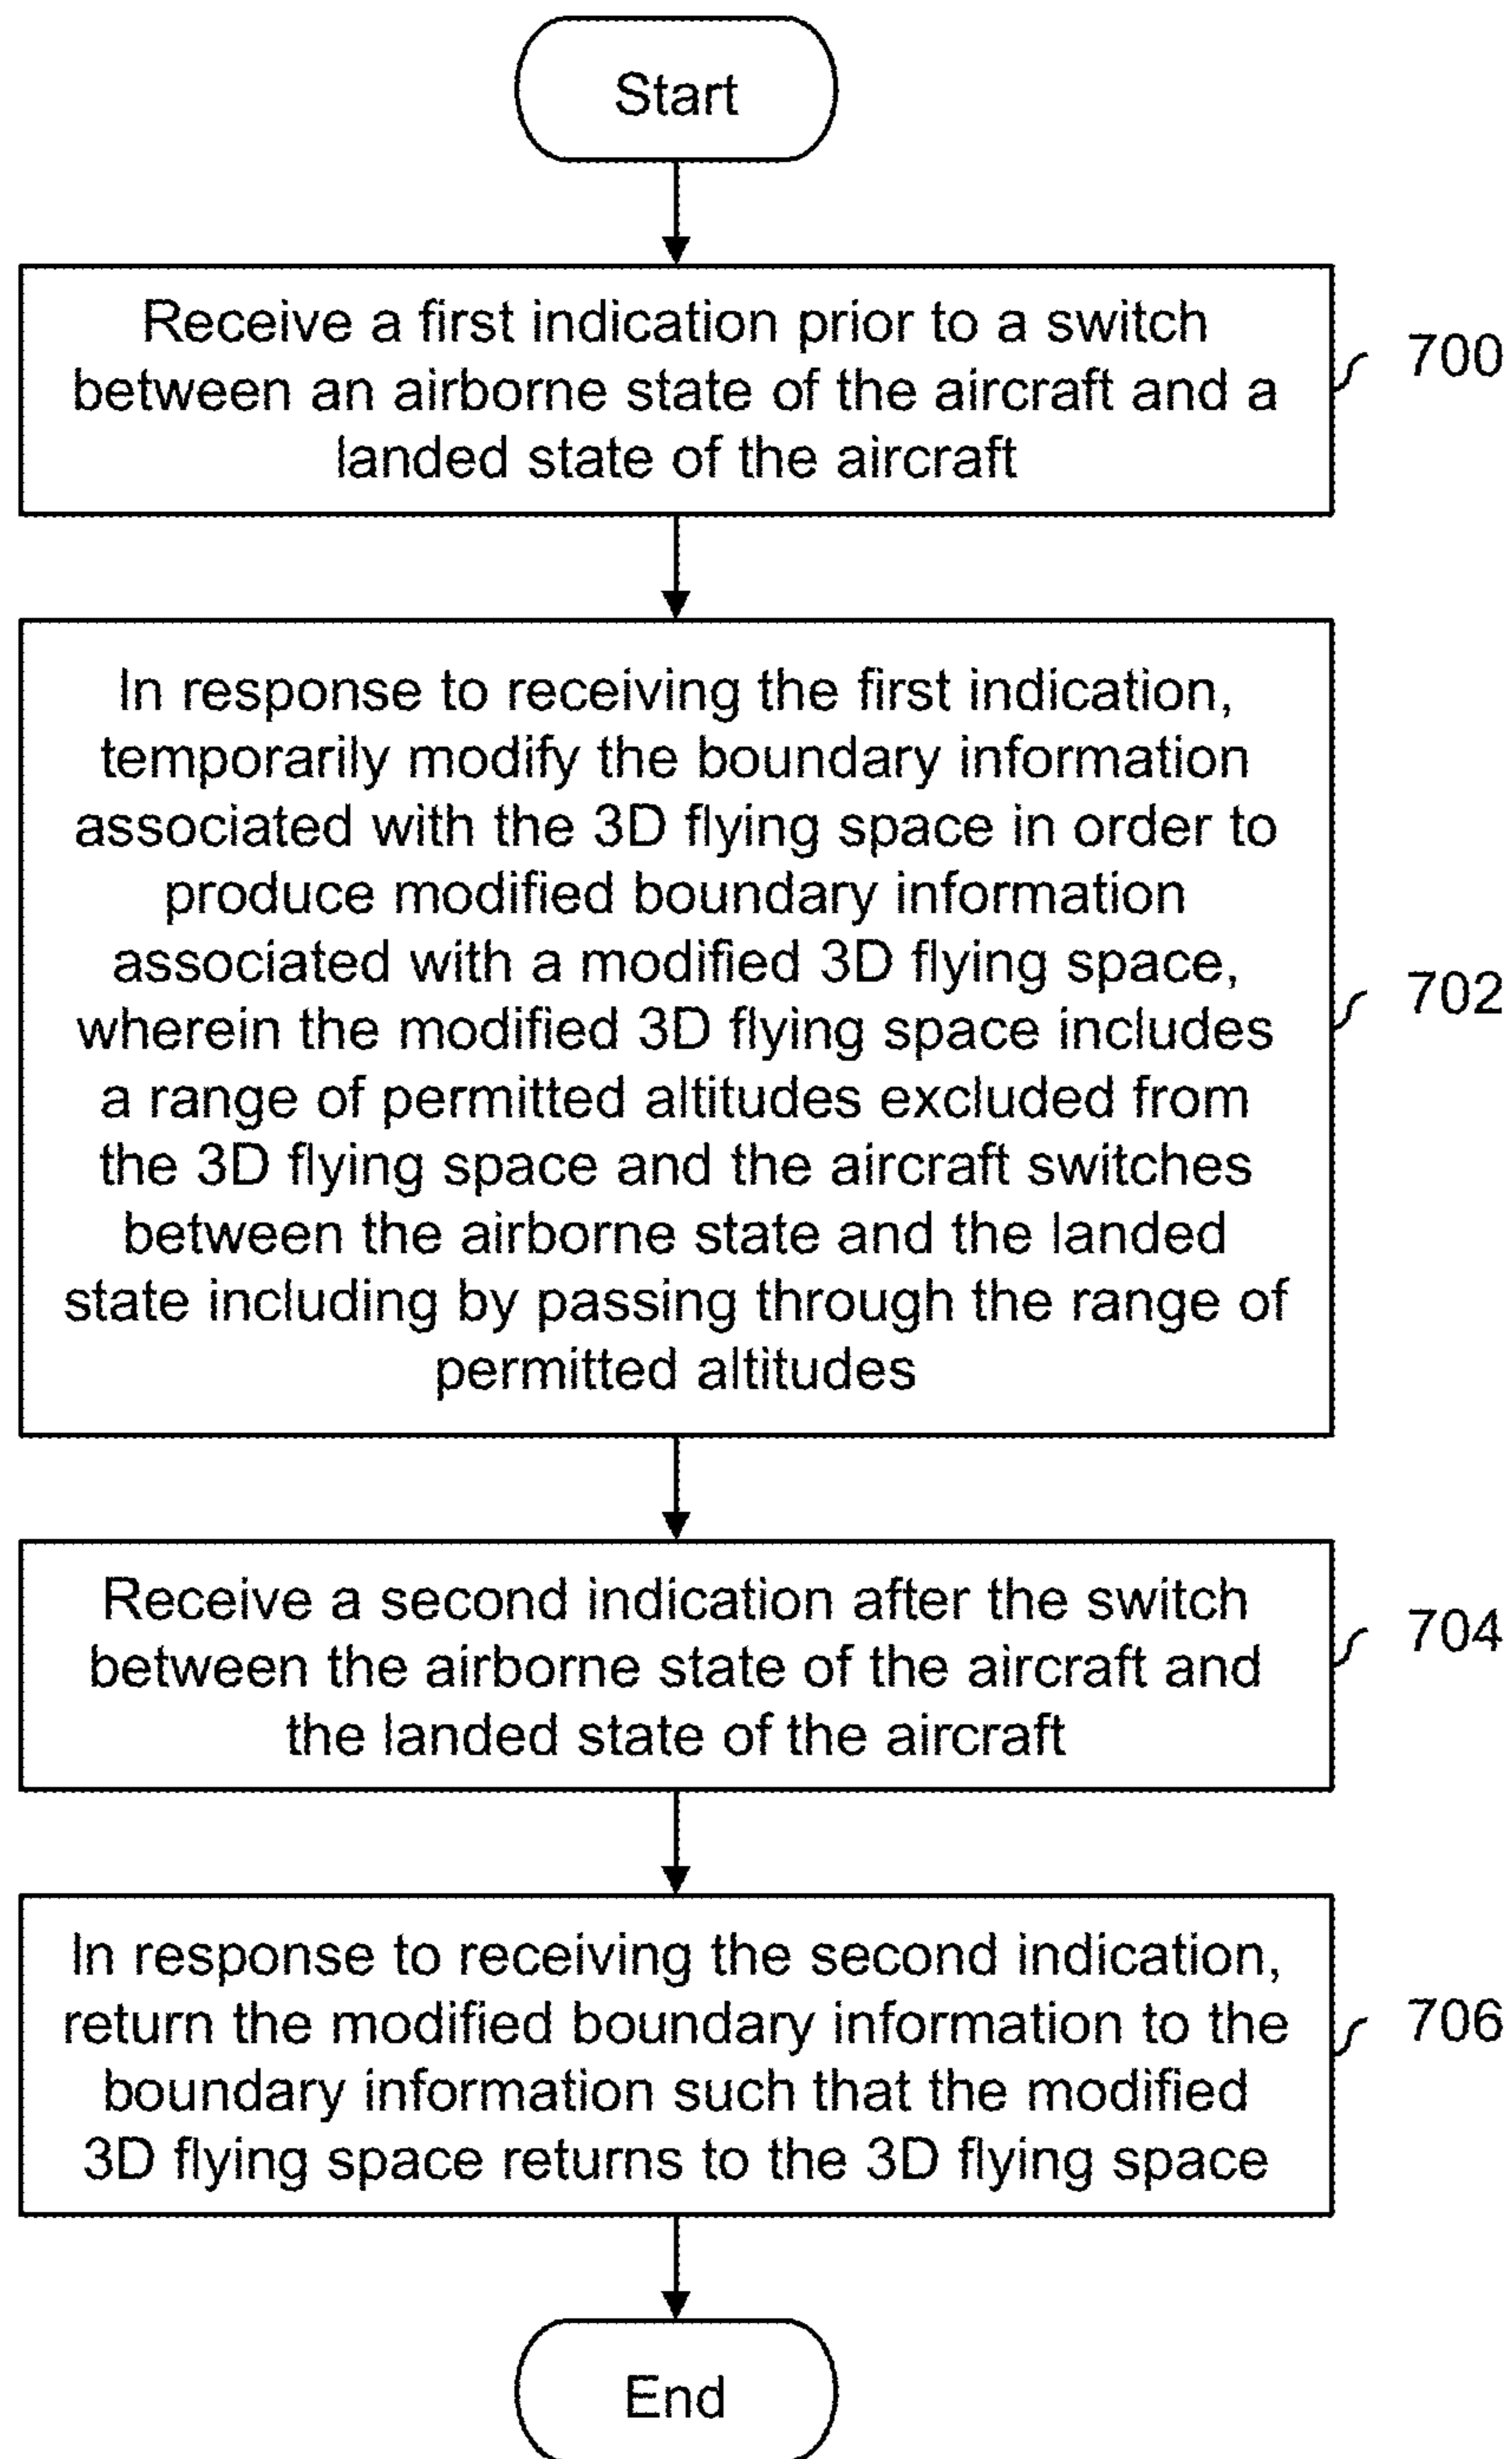 Start
Receive a first indication prior to a switch
between an airborne state of the aircraft and a
landed state of the aircraft
700
In response to receiving the first indication,
temporarily modify the boundary information
associated with the 3D flying space in order to
produce modified boundary information
associated with a modified 3D flying space,
wherein the modified 3D flying space includes
a range of permitted altitudes excluded from
the 3D flying space and the aircraft switches
between the airborne state and the landed
state including by passing through the range of
permitted altitudes
702
Receive a second indication after the switch
between the airborne state of the aircraft and
the landed state of the aircraft
704
In response to receiving the second indication,
return the modified boundary information to the
boundary information such that the modified
3D flying space returns to the 3D flying space
706
End